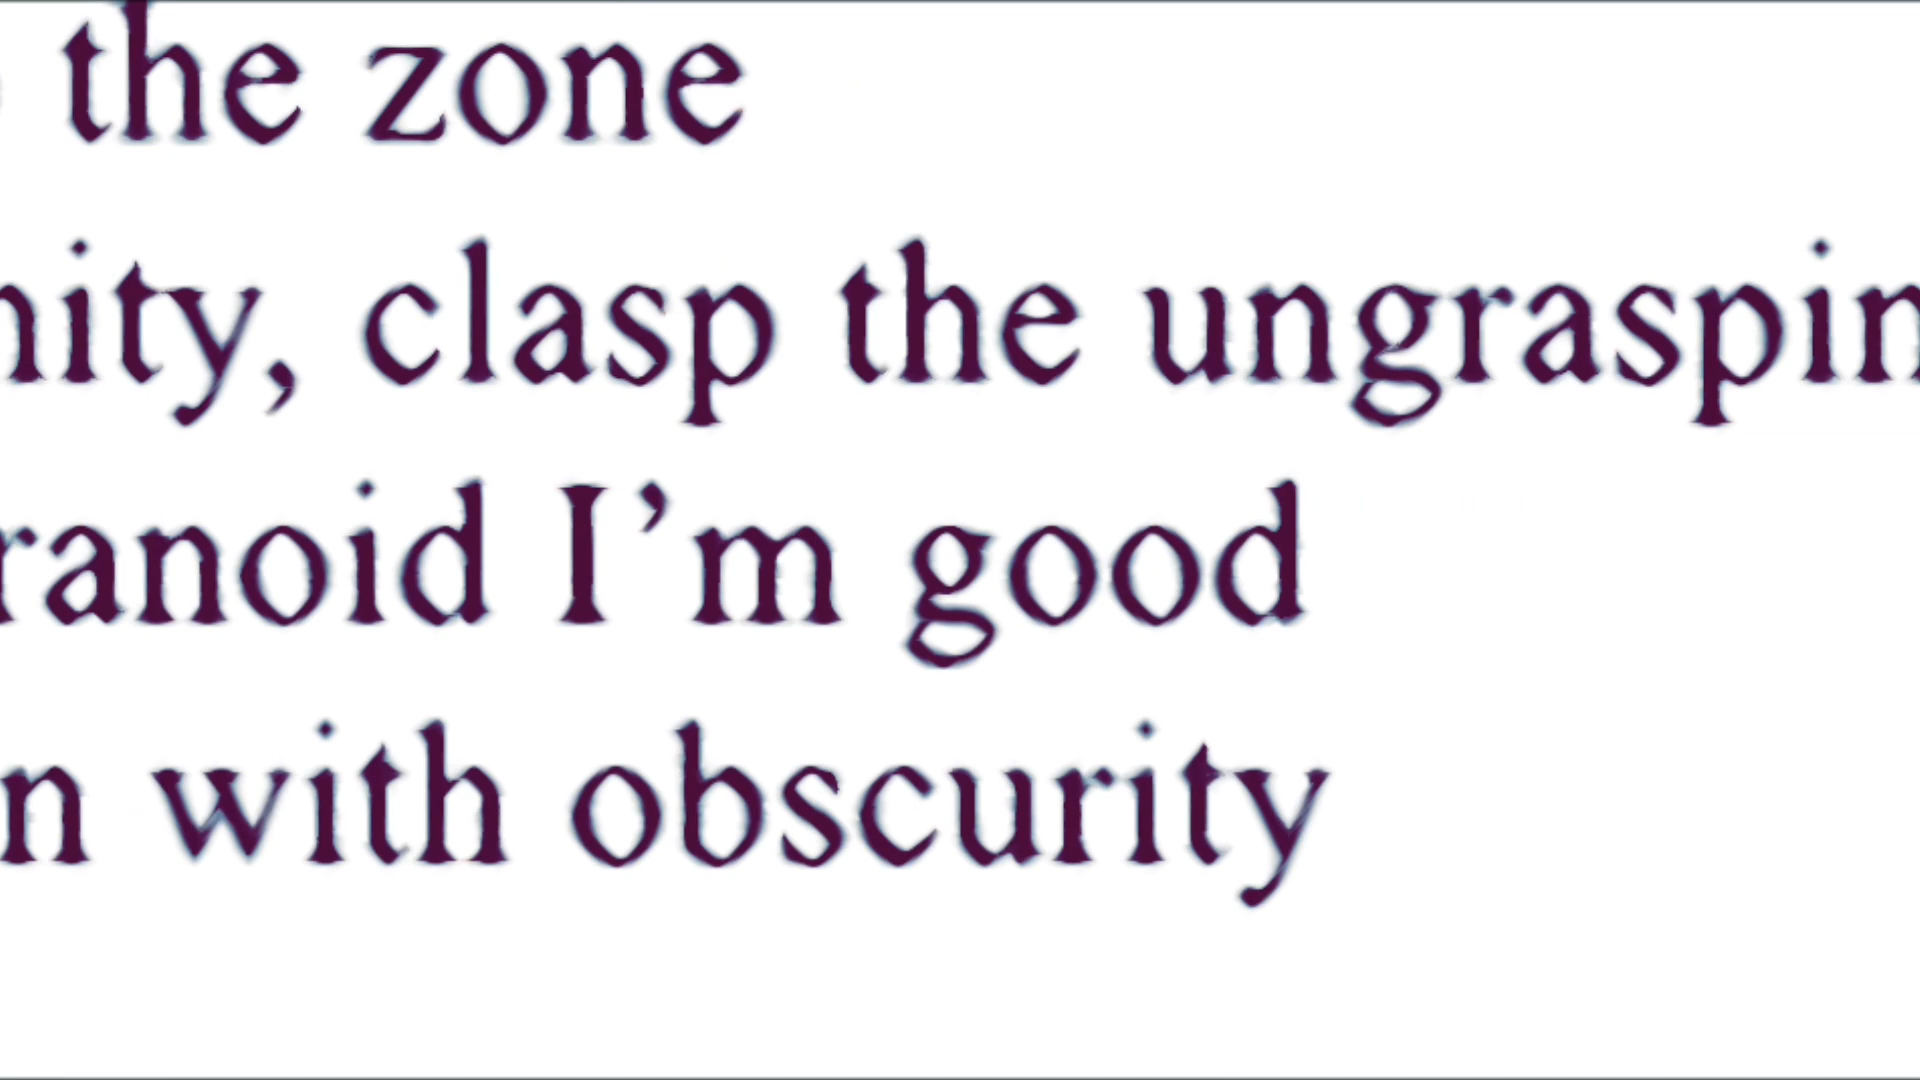 the zone
nity, clasp the ungraspin
ranoid I’m good
n with obscurity